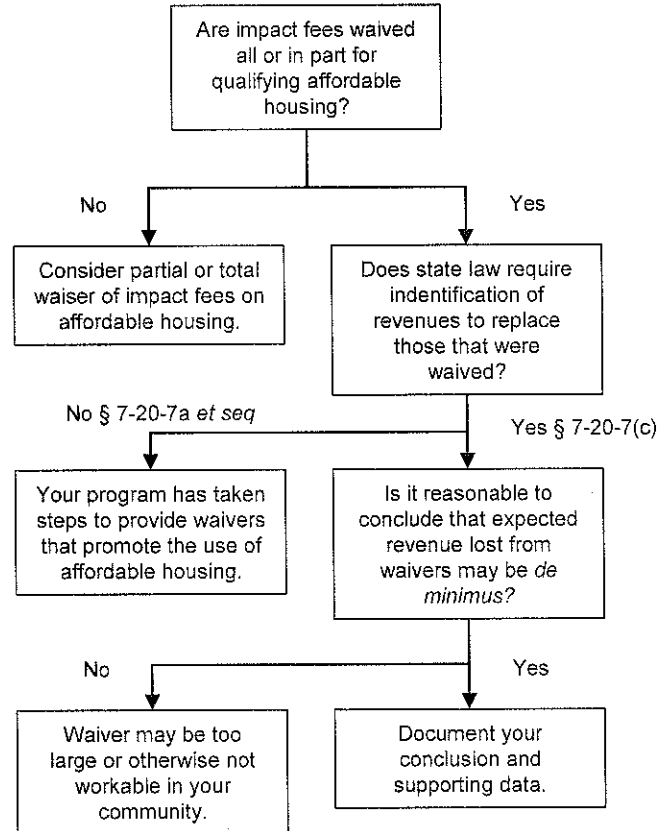 Are impact fees waived
all or in part for
qualifying affordable
housing?
No
Yes
Consider partial or total
waiser of impact fees on
affordable housing.
Does state law require
indentification of
revenues to replace
those that were
waived?
No § 7-20-7a et seq
Yes § 7-20-7(c)
Your program has taken
steps to provide waivers
that promote the use of
affordable housing.
Is it reasonable to
conclude that expected
revenue lost from
waivers may be de
minimus?
No
Yes
Waiver may be too
large or otherwise not
workable in your
community.
Document your
conclusion and
supporting data.